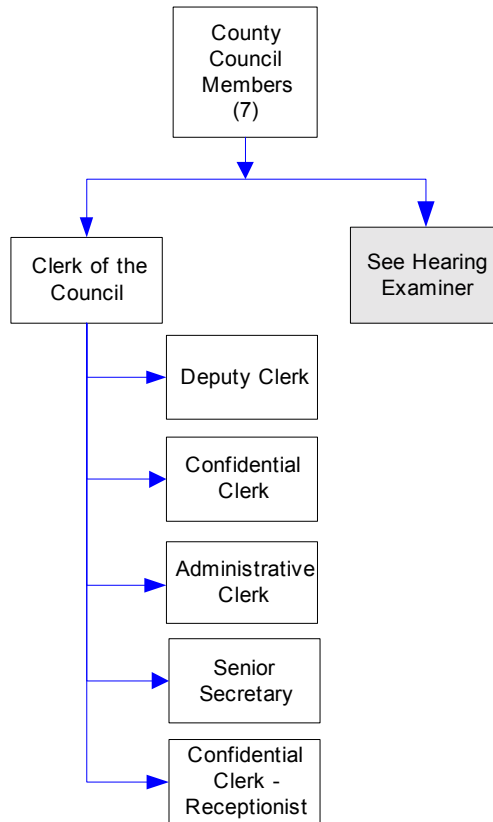 County
Council
Members
(7)
Clerk of the
Council
See Hearing
Examiner
Deputy Clerk
Confidential
Clerk
Administrative
Clerk
Senior
Secretary
Confidential
Clerk -
Receptionist